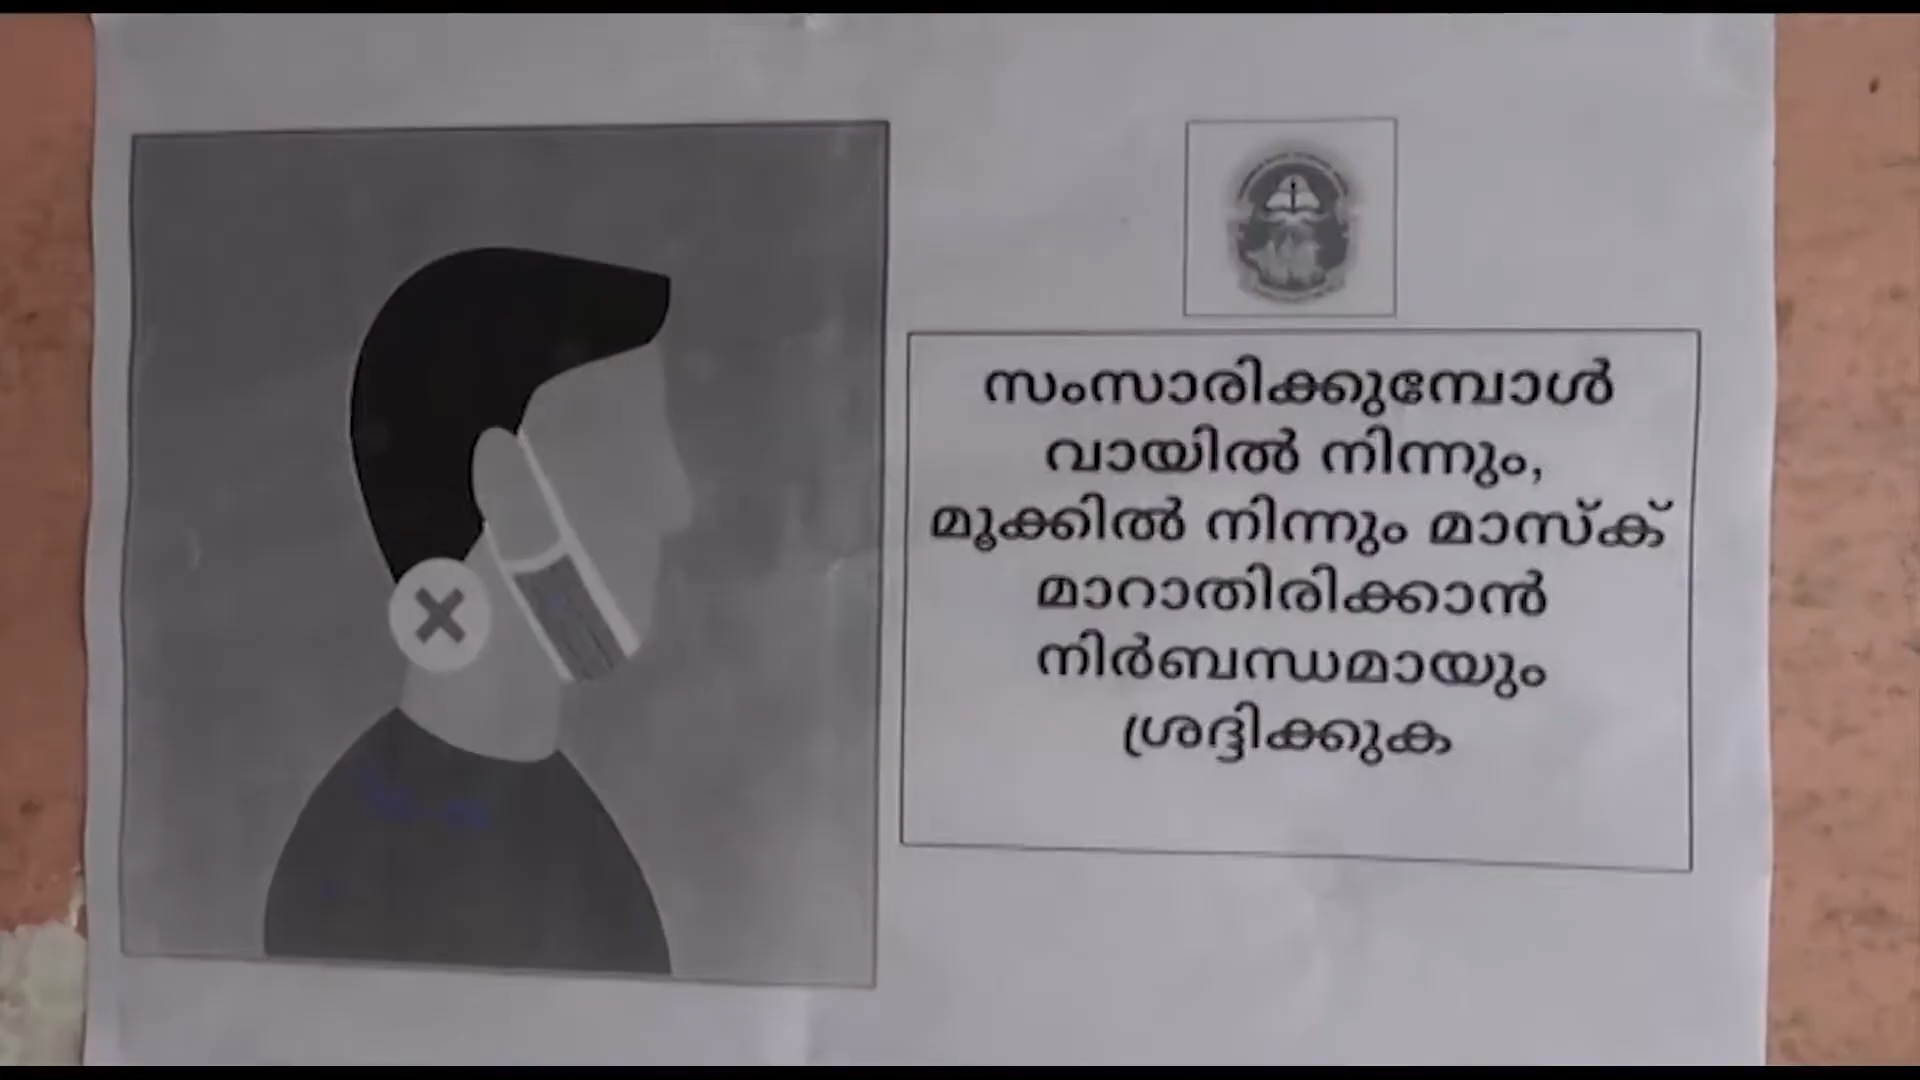 സംസാരിക്കുമ്പോൾ
വായിൽ നിന്നും,
മൂക്കിൽ നിന്നും മാസ്ക്
മാറാതിരിക്കാൻ
നിർബന്ധമായും
ശ്രദ്ദിക്കുക